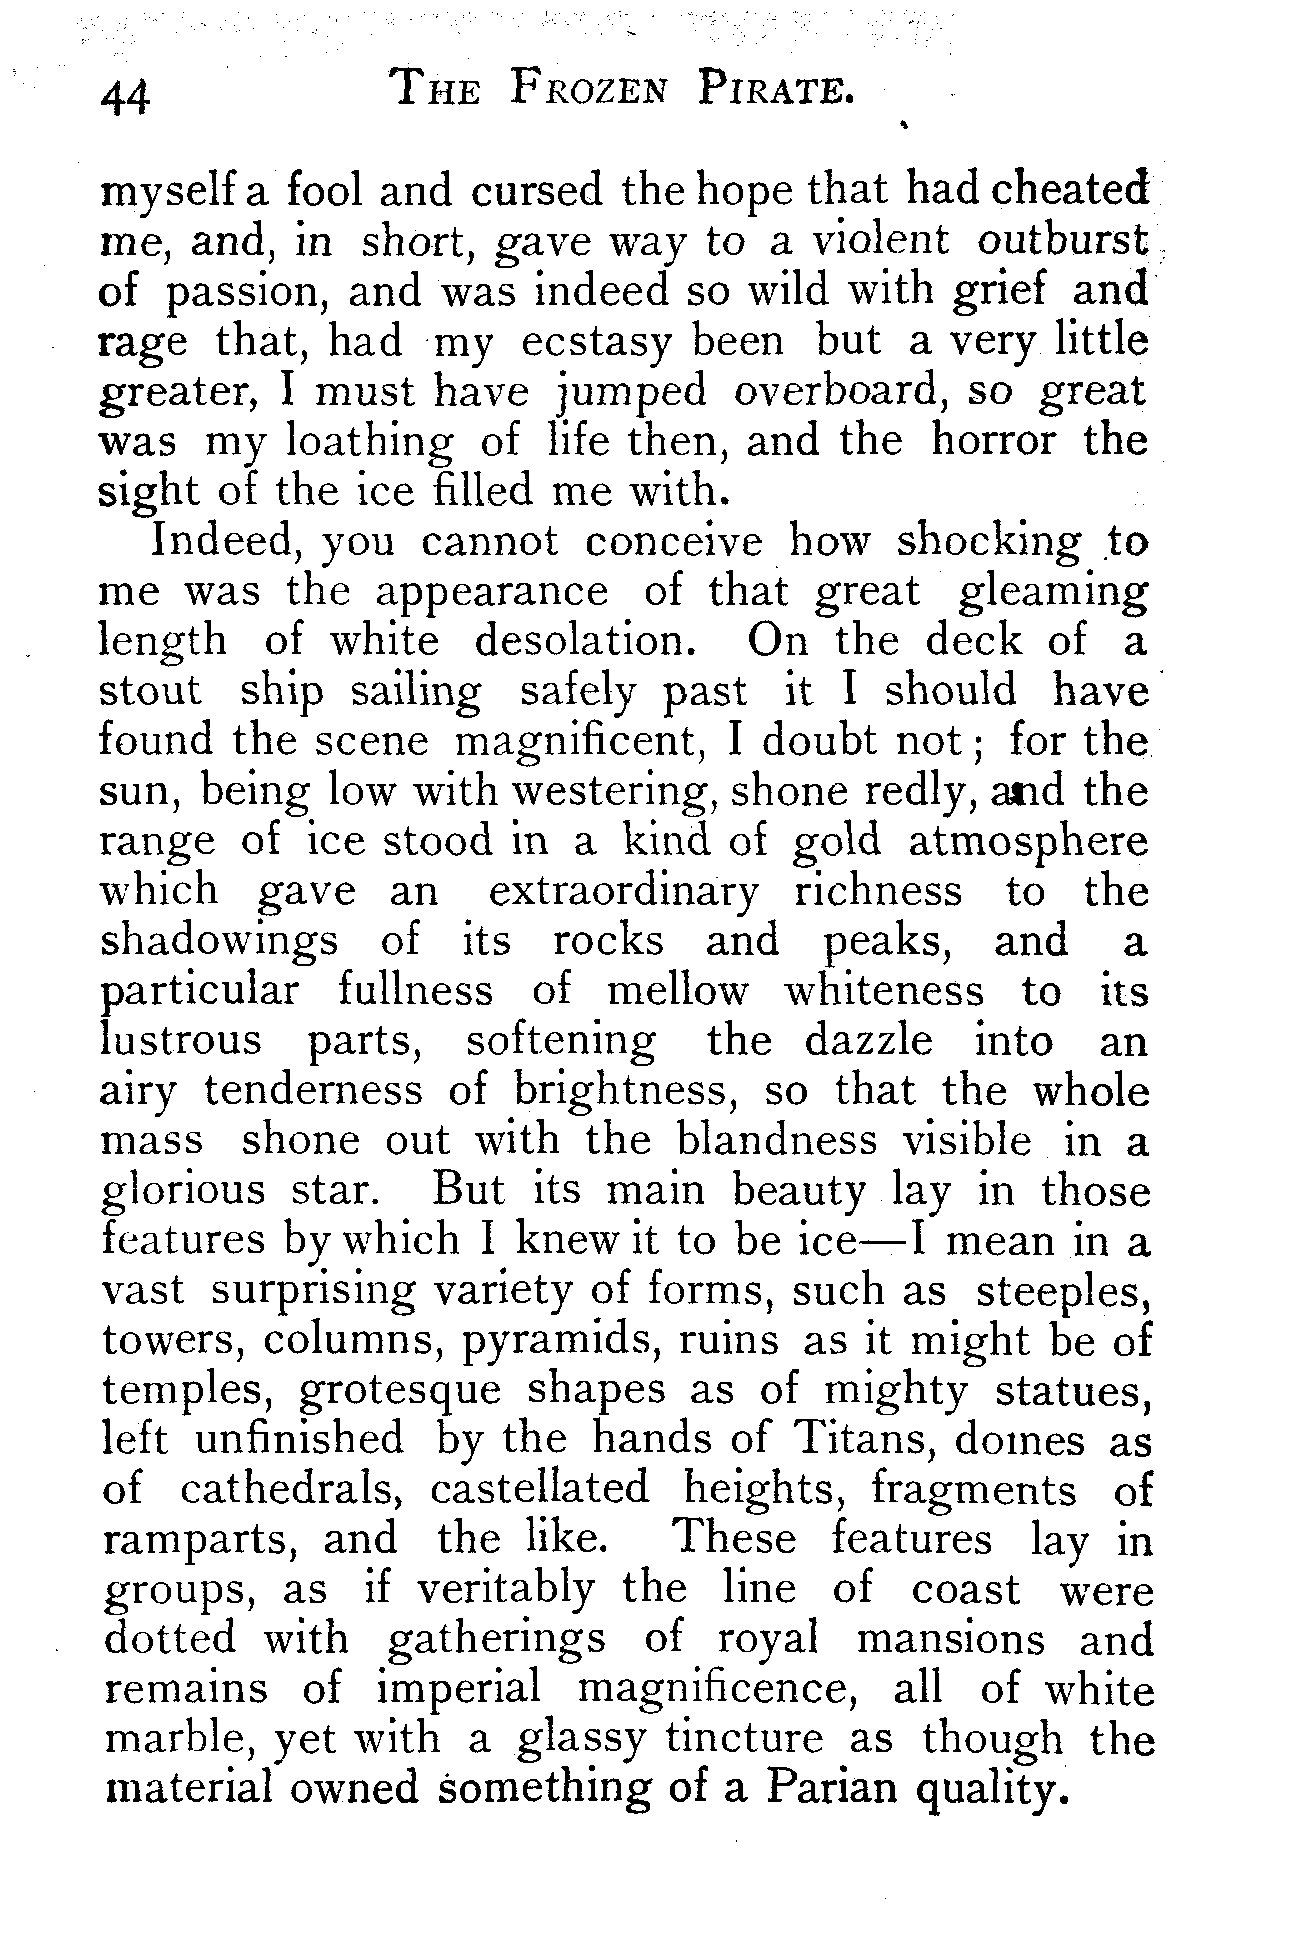 44 THE FROZEN PIRATE.
myself a fool and cursed the hope that had cheated
me, and, in short, gave way to a violent outburst
of passion, and was indeed so wild with grief and
rage that, had my ecstasy been but a very little
greater, I must have jumped overboard, so great
was my loathing of life then, and the horror the
sight of the ice filled me with.
Indeed, you cannot conceive how shocking to
me was the appearance of that great gleaming
length of white desolation. On the deck of a
stout ship sailing safely past it I should have
found the scene magnificent, I doubt not; for the
sun, being low with westering, shone redly, and the
range of ice stood in a kind of gold atmosphere
which gave an extraordinary richness to the
shadowings of its rocks and peaks, and a
particular fullness of mellow whiteness to its
lustrous parts, softening the dazzle into an
airy tenderness of brightness, so that the whole
mass shone out with the blandness visible in a
glorious star. But its main beauty lay in those
features by which I knew it to be ice—I mean in a
vast surprising variety of forms, such as steeples,
towers, columns, pyramids, ruins as it might be of
temples, grotesque shapes as of mighty statues,
left unfinished by the hands of Titans, domes as
of cathedrals, castellated heights, fragments of
ramparts, and the like. These features lay in
groups, as if veritably the line of coast were
dotted with gatherings of royal mansions and
remains of imperial magnificence, all of white
marble, yet with a glassy tincture as though the
material owned something of a Parian quality.